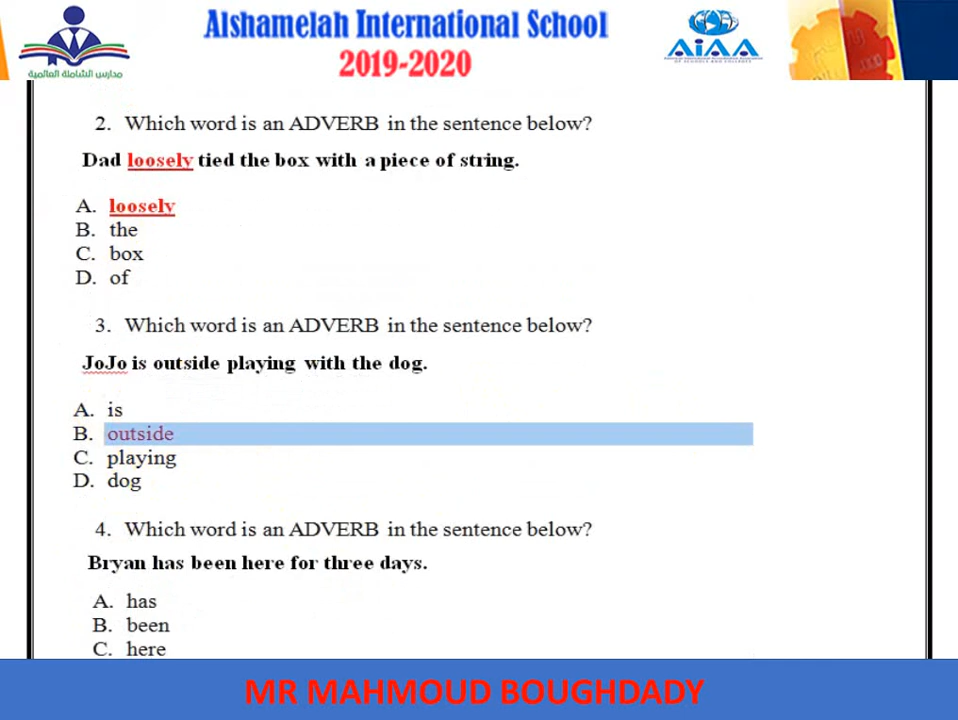 Alshamelah International School
2019-2020
مدارس الشاملة العالمية
AiAA
2. Which word is an ADVERB in the sentence below?
Dad loosely tied the box with a piece of string.
A. loosely
B. the
C. box
D. of
3. Which word is an ADVERB in the sentence below?
JoJo is outside playing with the dog.
A. is
B. outside
C. playing
D. dog
4. Which word is an ADVERB in the sentence below?
Bryan has been here for three days.
A. has
B. been
C. here
MR MAHMOUD BOUGHDADY